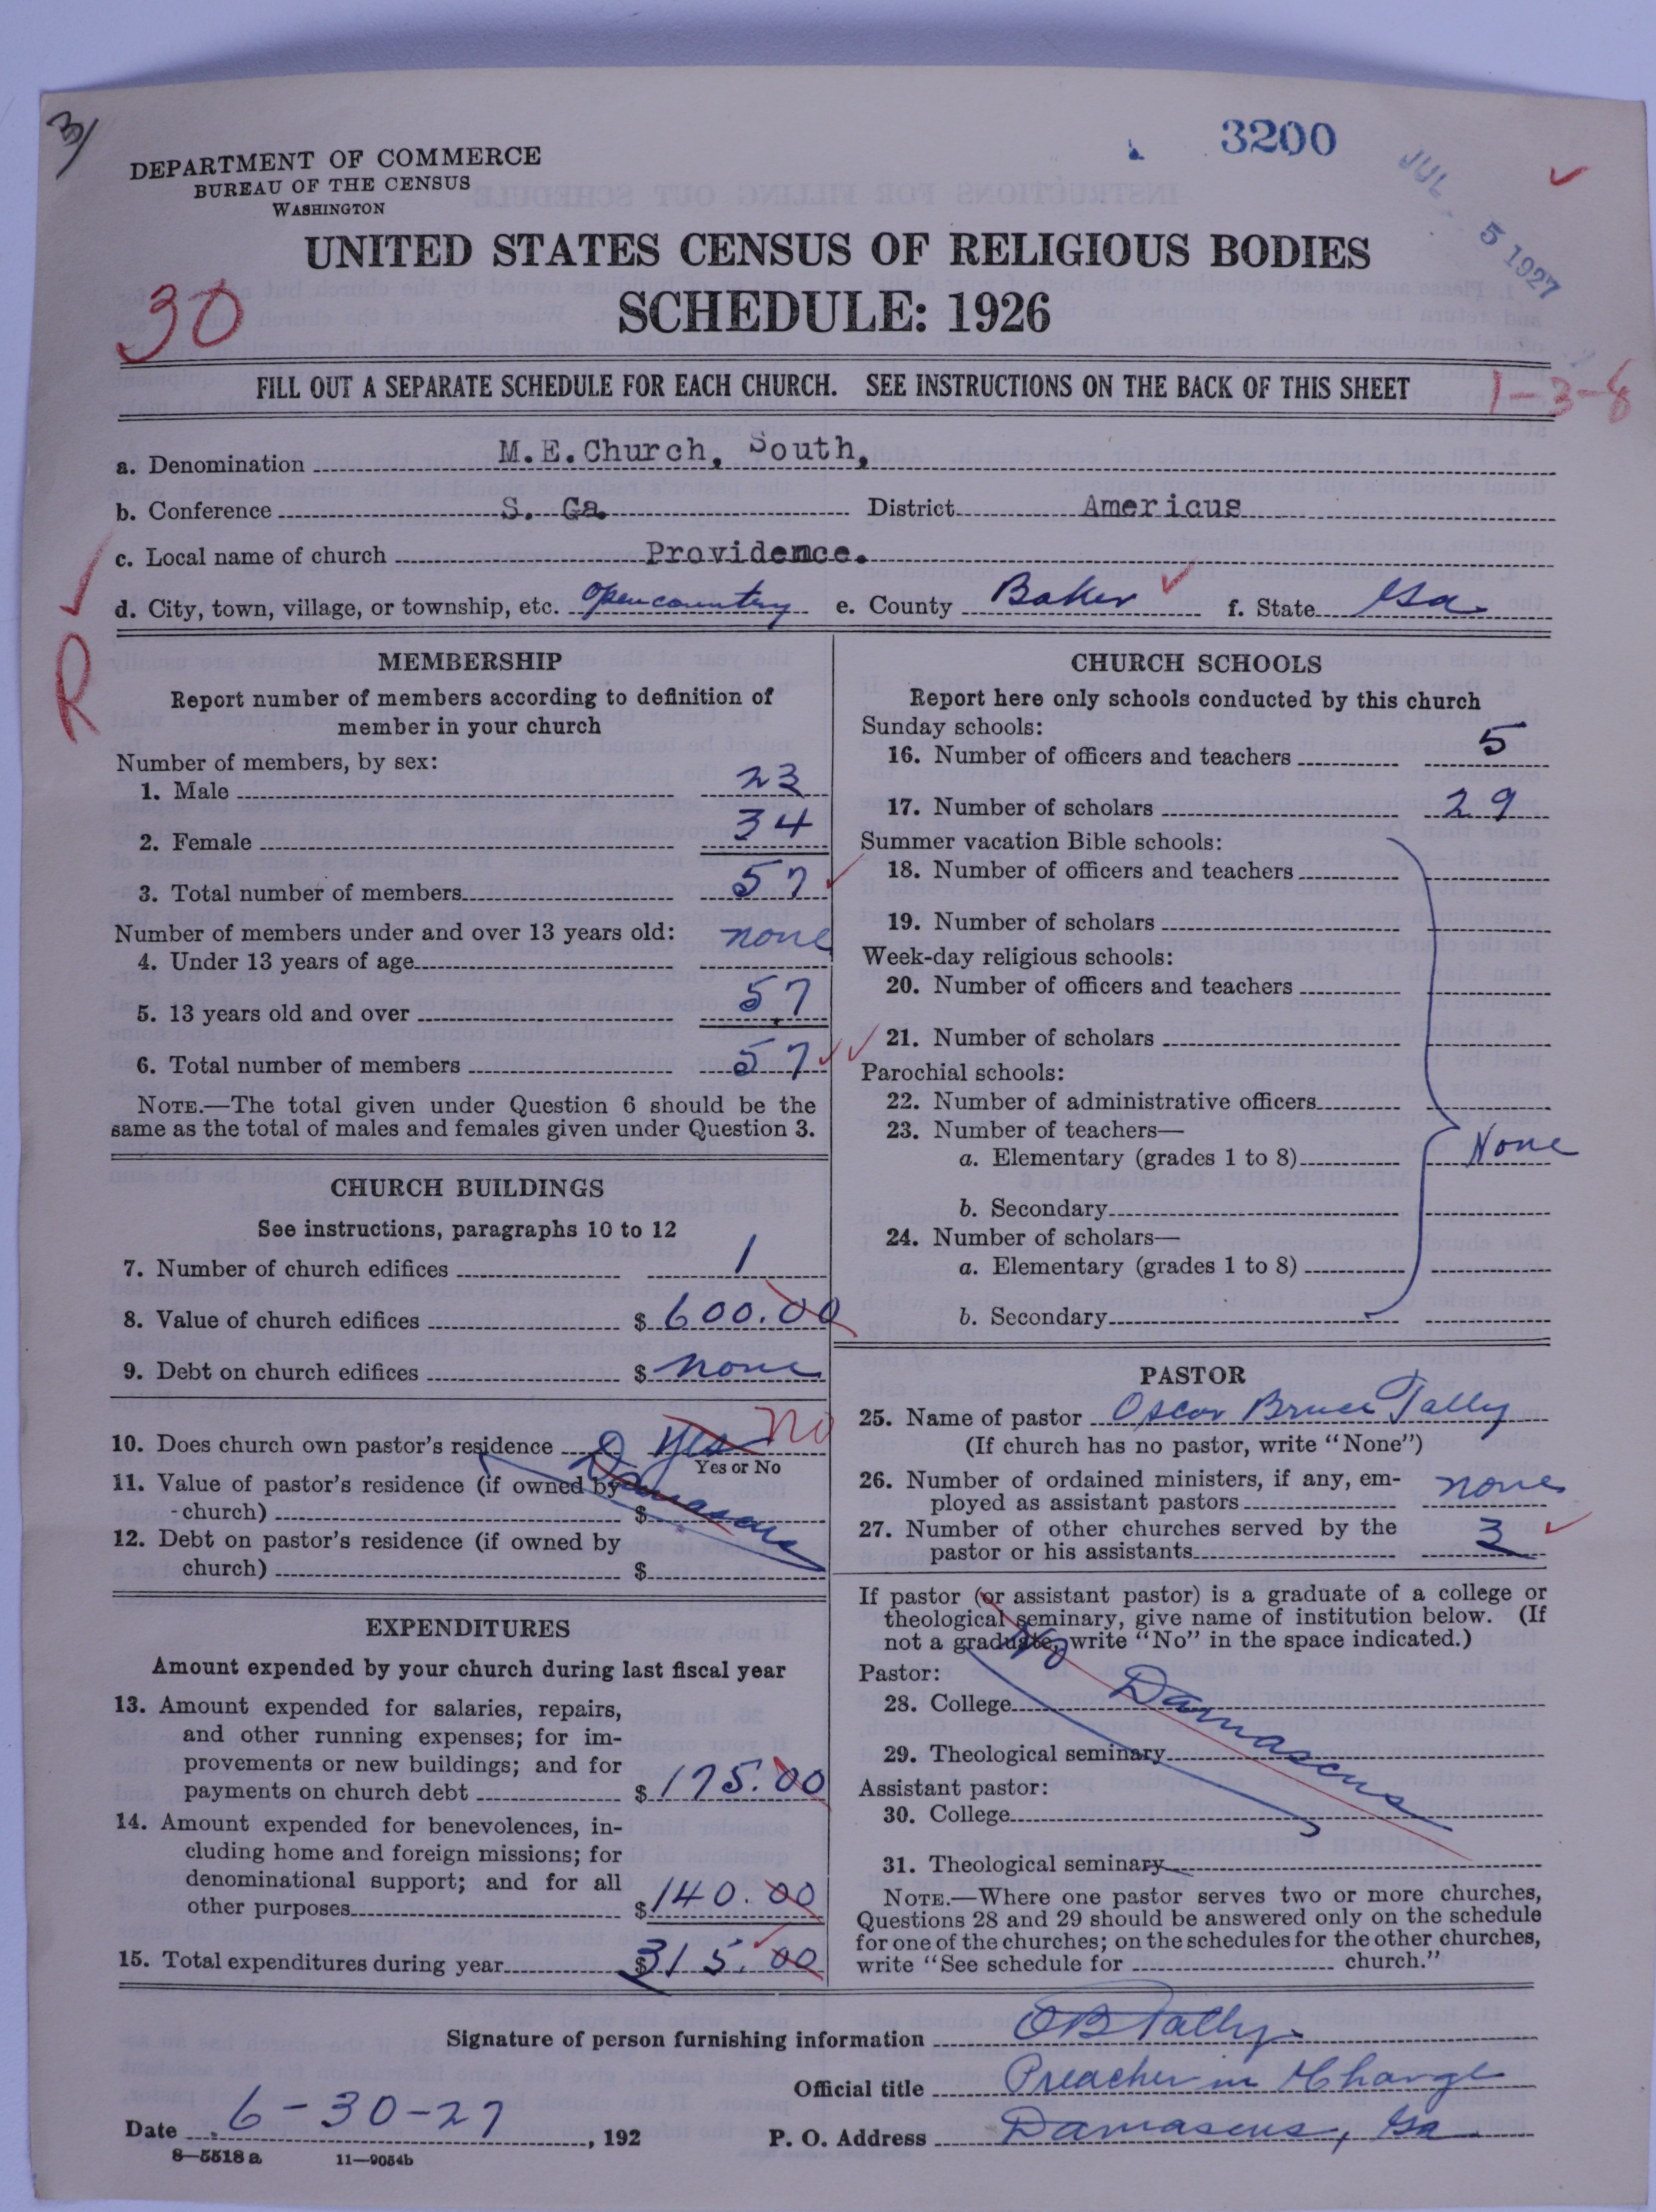 3/
DEPARTMENT OF COMMERCE
BUREAU OF THE CENSUS
WASHINGTON
3200
JUL 5 1927
UNITED STATES CENSUS OF RELIGIOUS BODIES
SCHEDULE: 1926
30
FILL OUT A SEPARATE SCHEDULE FOR EACH CHURCH. SEE INSTRUCTIONS ON THE BACK OF THIS SHEET
1-3-8
a. Denomination M.E.Church, South,
b. Conference S. Ga. District Americus
c. Local name of church Providence.
d. City, town, village, or township, etc. open country e. County Baker f. State Ga.
R
MEMBERSHIP
Report number of members according to definition of
member in your church
Number of members, by sex:
1. Male 23
2. Female 34
3. Total number of members 57
Number of members under and over 13 years old:
4. Under 13 years of age none
5. 13 years old and over 57
6. Total number of members 57
NOTE.—The total given under Question 6 should be the
same as the total of males and females given under Question 3.
CHURCH BUILDINGS
See instructions, paragraphs 10 to 12
7. Number of church edifices 1
8. Value of church edifices $ 600.00
9. Debt on church edifices $ none
10. Does church own pastor's residence yes no
Yes or No
11. Value of pastor's residence (if owned by
church) $
Damascus
12. Debt on pastor's residence (if owned by
church) $
EXPENDITURES
Amount expended by your church during last fiscal year
13. Amount expended for salaries, repairs,
and other running expenses; for im-
provements or new buildings; and for
payments on church debt $ 175.00
14. Amount expended for benevolences, in-
cluding home and foreign missions; for
denominational support; and for all
other purposes $ 140.00
15. Total expenditures during year $ 315.00
CHURCH SCHOOLS
Report here only schools conducted by this church
Sunday schools:
16. Number of officers and teachers 5
17. Number of scholars 29
Summer vacation Bible schools:
18. Number of officers and teachers
19. Number of scholars
Week-day religious schools:
20. Number of officers and teachers
21. Number of scholars
Parochial schools:
22. Number of administrative officers
23. Number of teachers—
a. Elementary (grades 1 to 8) None
b. Secondary
24. Number of scholars—
a. Elementary (grades 1 to 8)
b. Secondary
PASTOR
25. Name of pastor Oscar Bruce Tally
(If church has no pastor, write "None")
26. Number of ordained ministers, if any, em-
ployed as assistant pastors none
27. Number of other churches served by the
pastor or his assistants 3
If pastor (or assistant pastor) is a graduate of a college or
theological seminary, give name of institution below. (If
not a graduate, write "No" in the space indicated.)
No
Pastor:
28. College Damascus
29. Theological seminary
Assistant pastor:
30. College
31. Theological seminary
NOTE.—Where one pastor serves two or more churches,
Questions 28 and 29 should be answered only on the schedule
for one of the churches; on the schedules for the other churches,
write "See schedule for church."
Signature of person furnishing information OB Tally
Official title Preacher in Charge
Date 6-30-27, 192 P. O. Address Damascus, Ga
8—5518 a 11—9054b